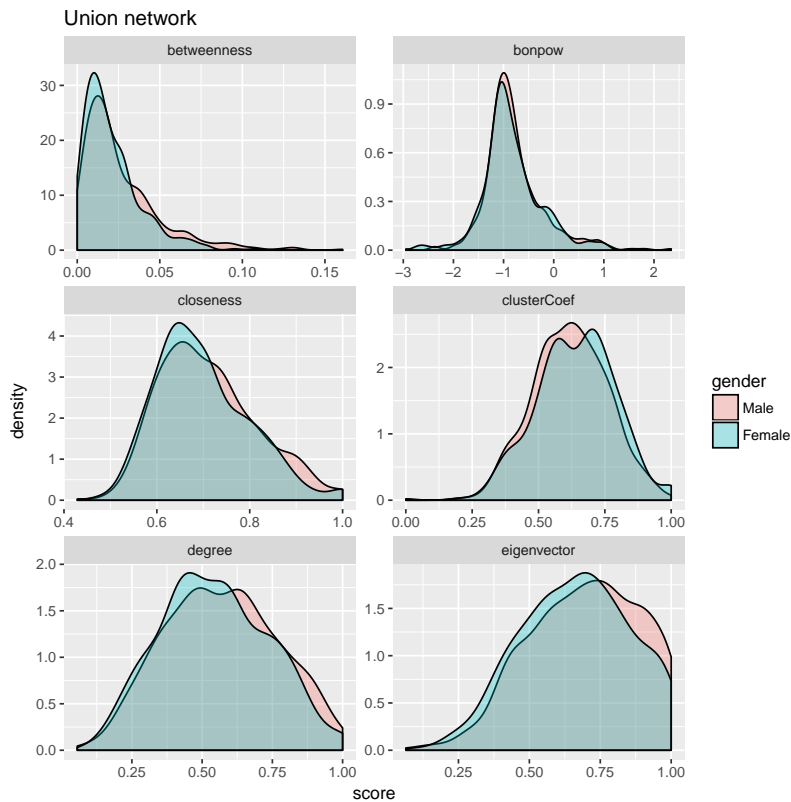 Union network
betweenness
bonpow
30
20
10
0
0.00 0.05 0.10 0.15
0.9
0.6
0.3
0.0
−3 −2 −1 0 1 2
closeness
clusterCoef
4
3
2
1
0
0.4 0.6 0.8 1.0
2
1
0
0.00 0.25 0.50 0.75 1.00
degree
eigenvector
2.0
1.5
1.0
0.5
0.0
0.25 0.50 0.75 1.00
1.5
1.0
0.5
0.0
0.25 0.50 0.75 1.00
density
score
gender
Male
Female